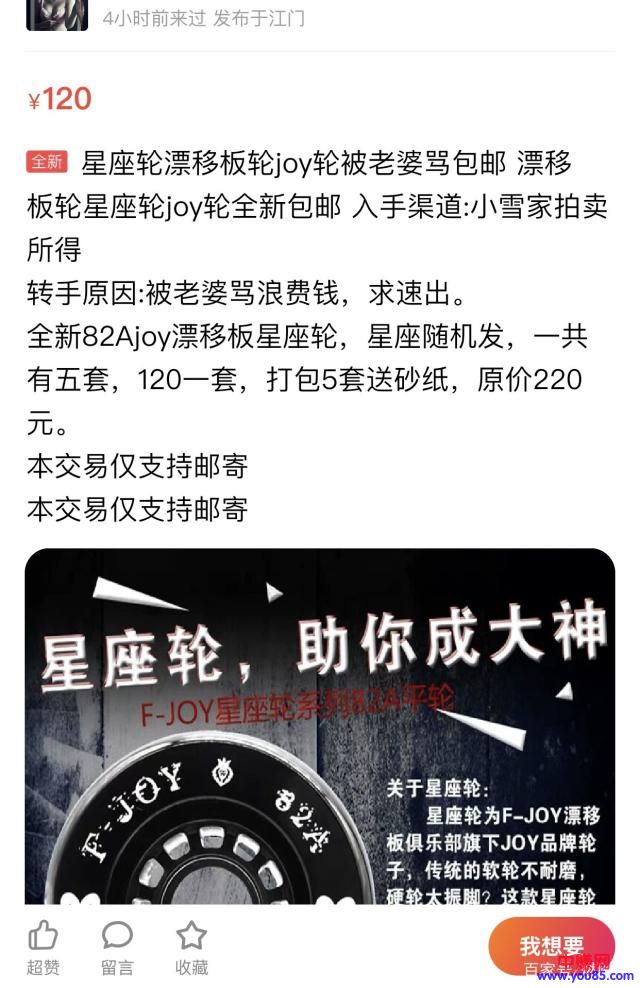 4小时前来过 发布于江门
¥120
全新 星座轮漂移板轮joy轮被老婆骂包邮 漂移
板轮星座轮joy轮全新包邮 入手渠道:小雪家拍卖
所得
转手原因:被老婆骂浪费钱，求速出。
全新82Ajoy漂移板星座轮，星座随机发，一共
有五套，120一套，打包5套送砂纸，原价220
元。
本交易仅支持邮寄
本交易仅支持邮寄
星座轮，助你成大神
F-JOY星座轮系列82A平轮
F-JOY 82A
关于星座轮：
星座轮为F-JOY漂移
板俱乐部旗下JOY品牌轮
子，传统的软轮不耐磨，
硬轮太振脚？这款星座轮
超赞 留言 收藏 我想要
www.you85.com